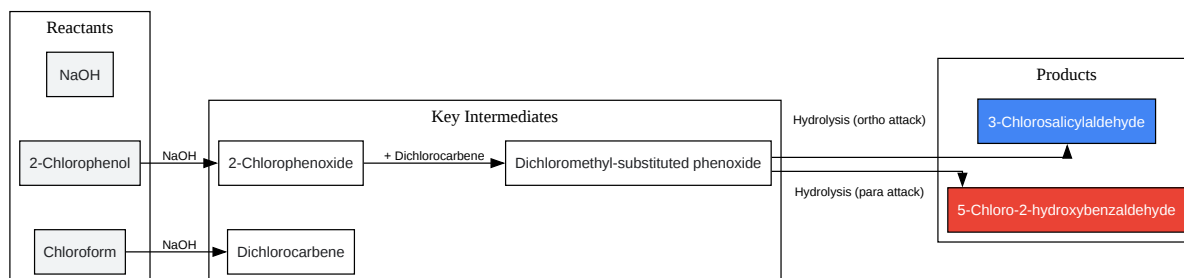 Reactants
NaOH
2-Chlorophenol
Chloroform
NaOH
NaOH
Key Intermediates
2-Chlorophenoxide
+ Dichlorocarbene
Dichloromethyl-substituted phenoxide
Dichlorocarbene
Hydrolysis (ortho attack)
Hydrolysis (para attack)
Products
3-Chlorosalicylaldehyde
5-Chloro-2-hydroxybenzaldehyde